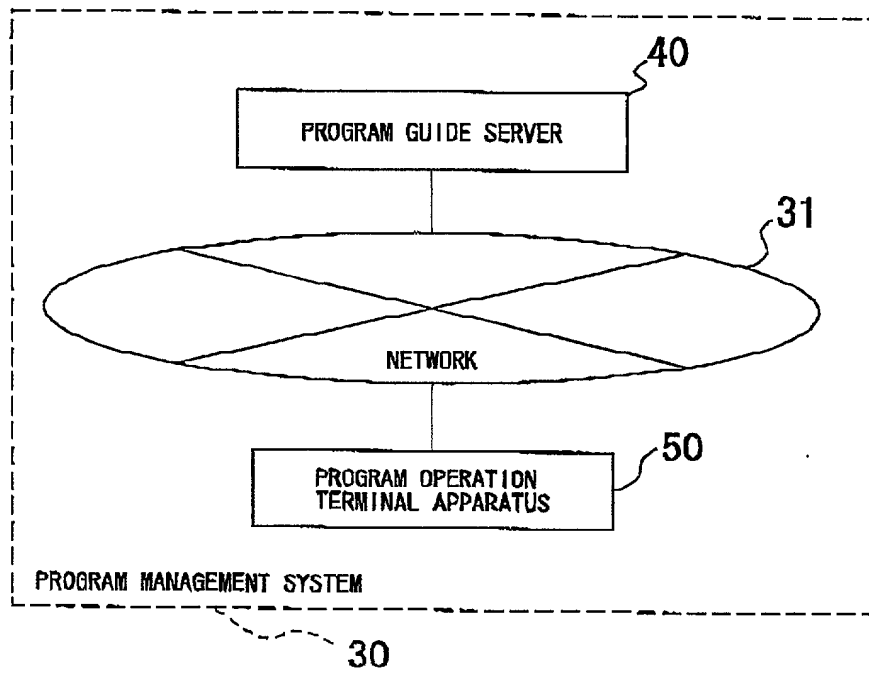 40
PROGRAM GUIDE SERVER
31
NETWORK
50
PROGRAM OPERATION
TERMINAL APPARATUS
PROGRAM MANAGEMENT SYSTEM
30